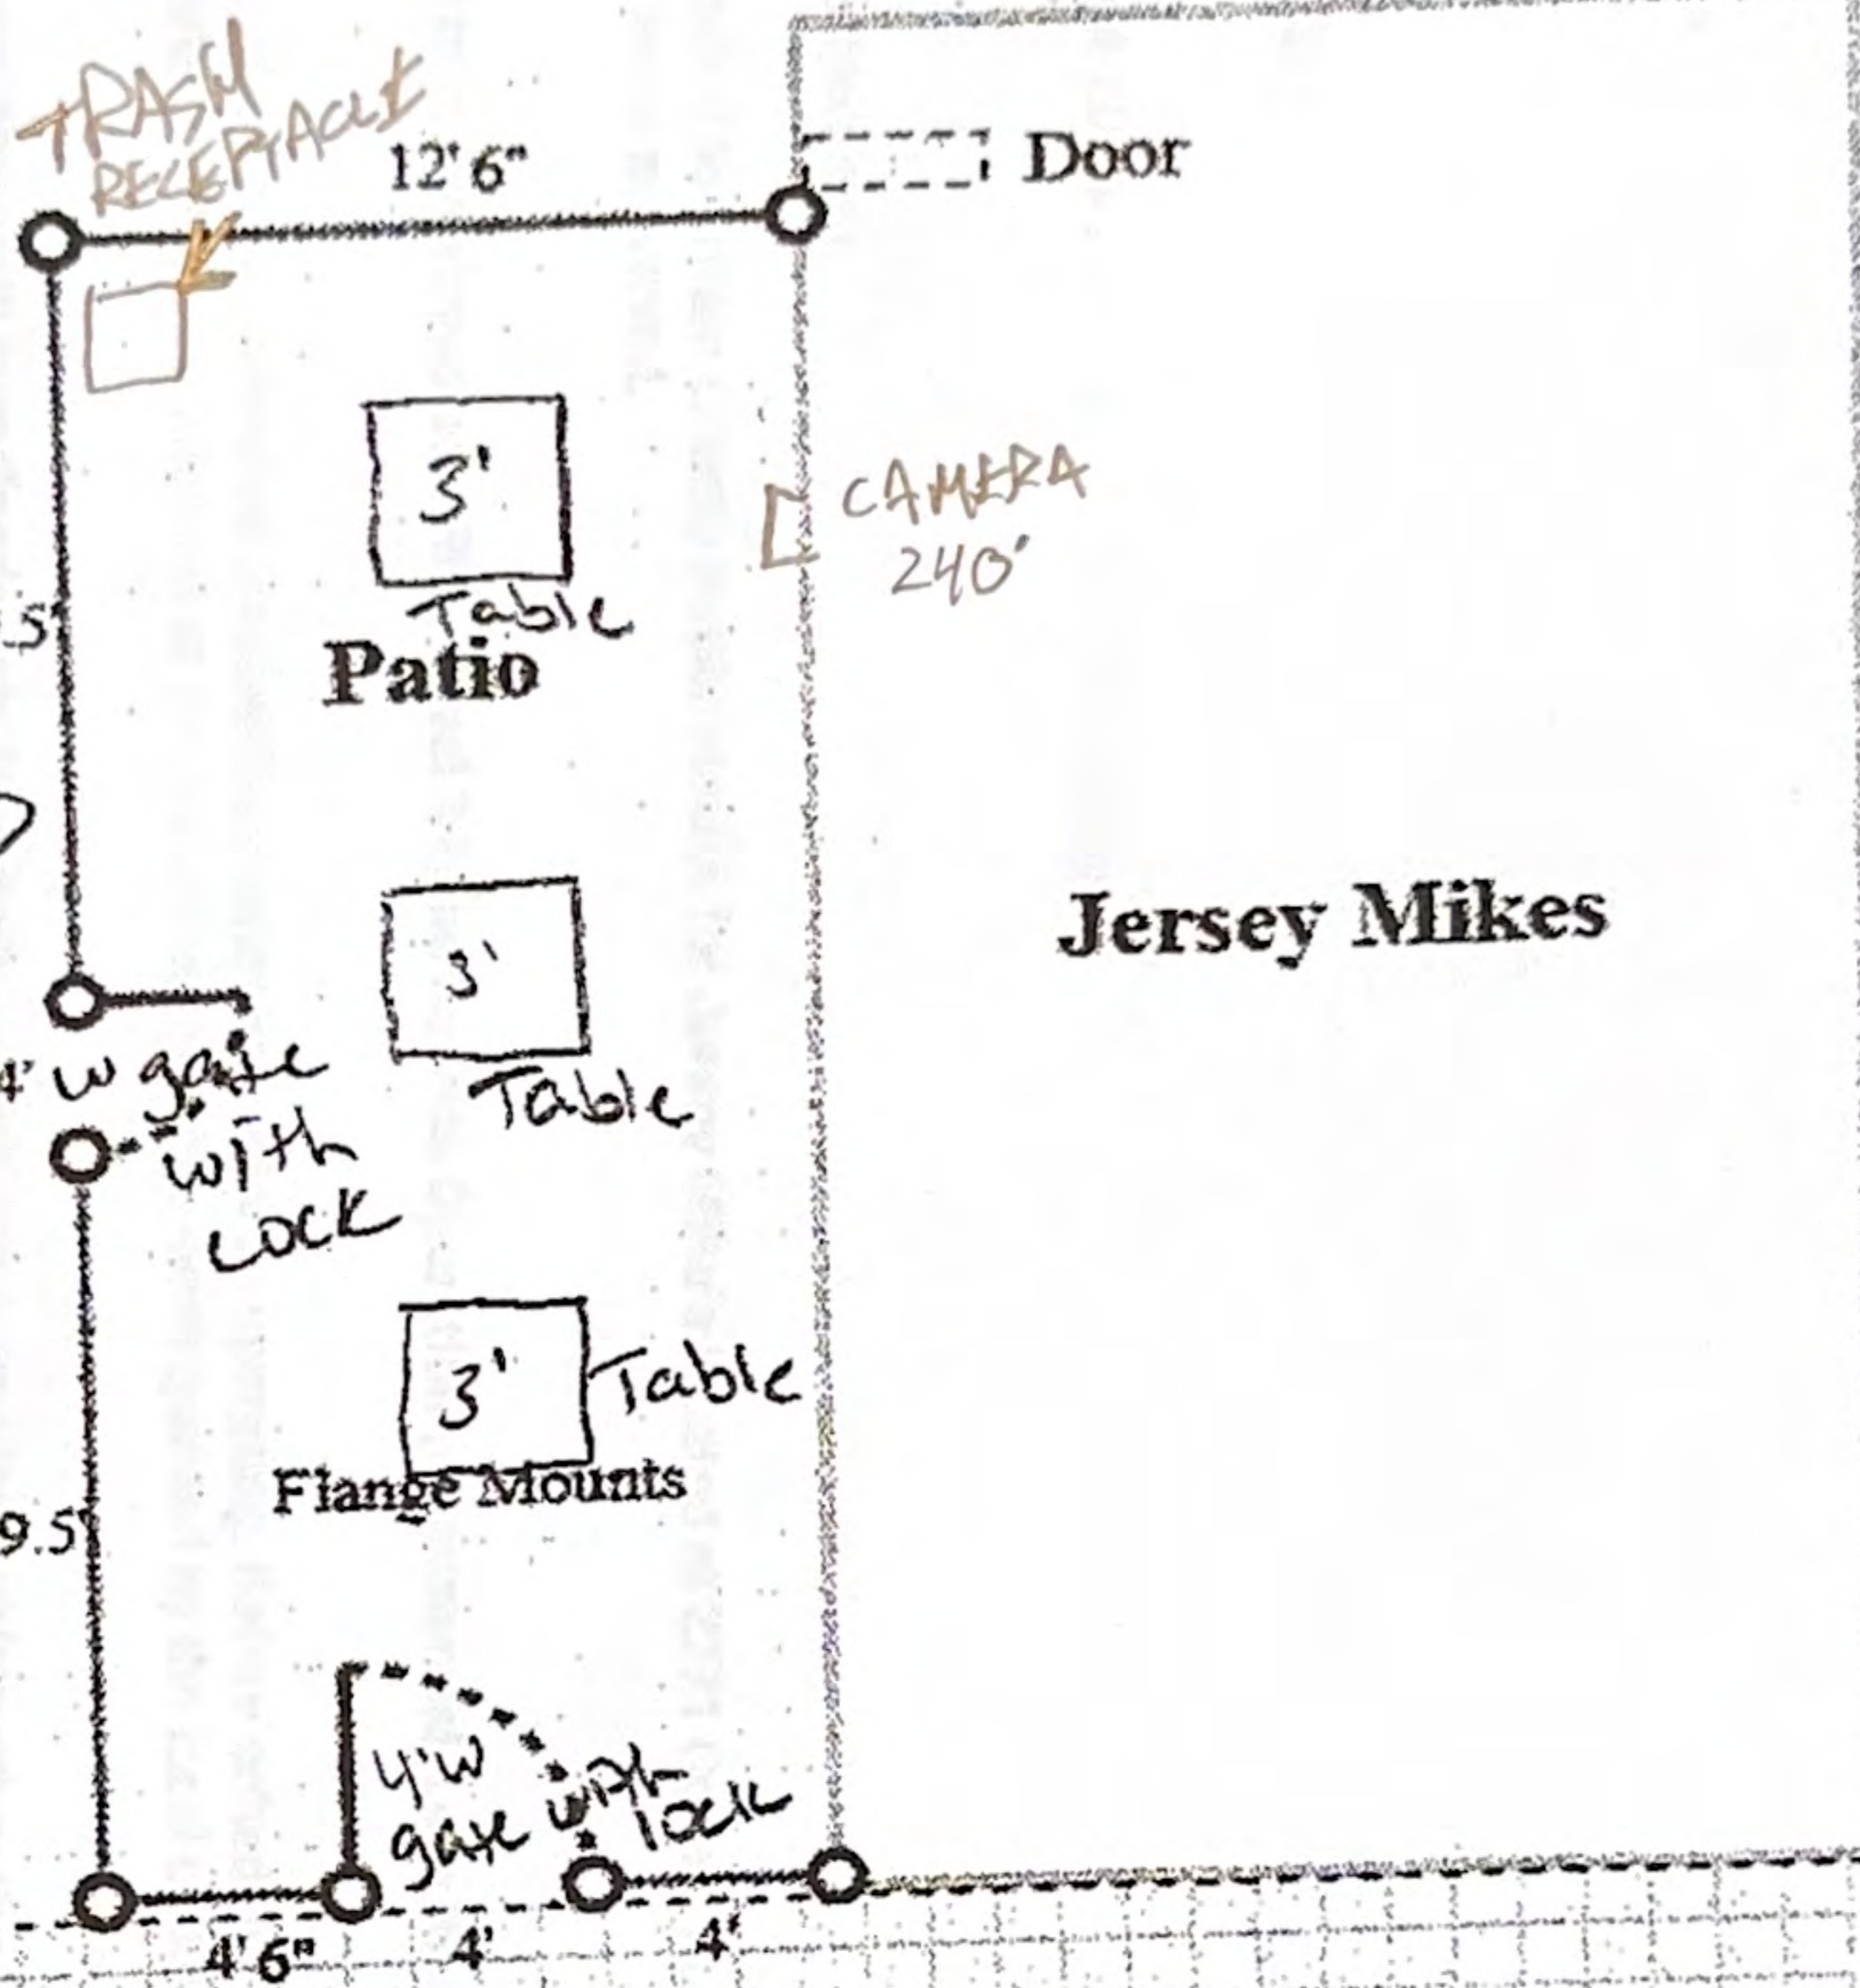 TRASH
RECEPTACLE
12' 6"
Door
3'
Table
Patio
CAMERA
240'
.5'
3'
Table
Jersey Mikes
4' W gate
with
LOCK
3'
Table
Flange Mounts
9.5'
4'W
gate with
lock
4' 6"
4'
4'